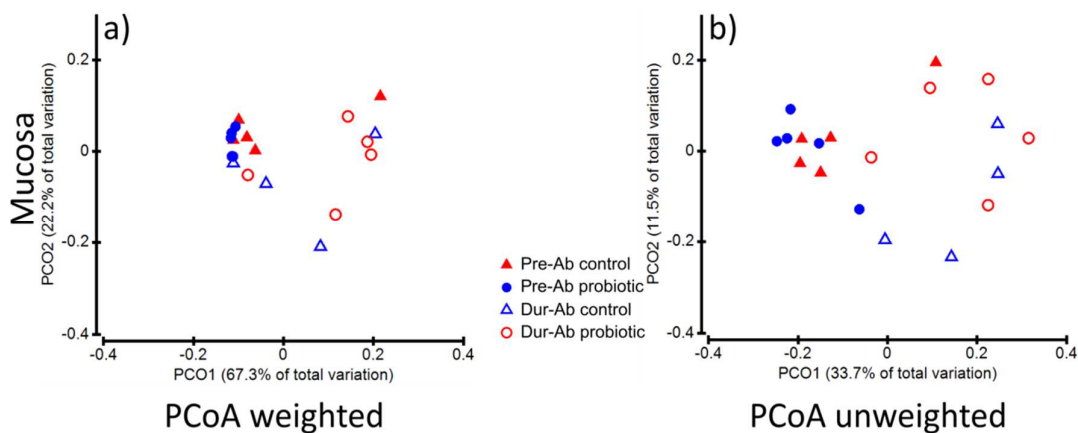 a)
b)
Mucosa
PCO2 (22.2% of total variation)
0.2
0
-0.2
-0.4
-0.4
-0.2
0
0.2
0.4
PCO1 (67.3% of total variation)
PCoA weighted
Pre-Ab control
Pre-Ab probiotic
Dur-Ab control
Dur-Ab probiotic
PCO2 (11.5% of total variation)
0.2
0
-0.2
-0.4
-0.4
-0.2
0
0.2
0.4
PCO1 (33.7% of total variation)
PCoA unweighted